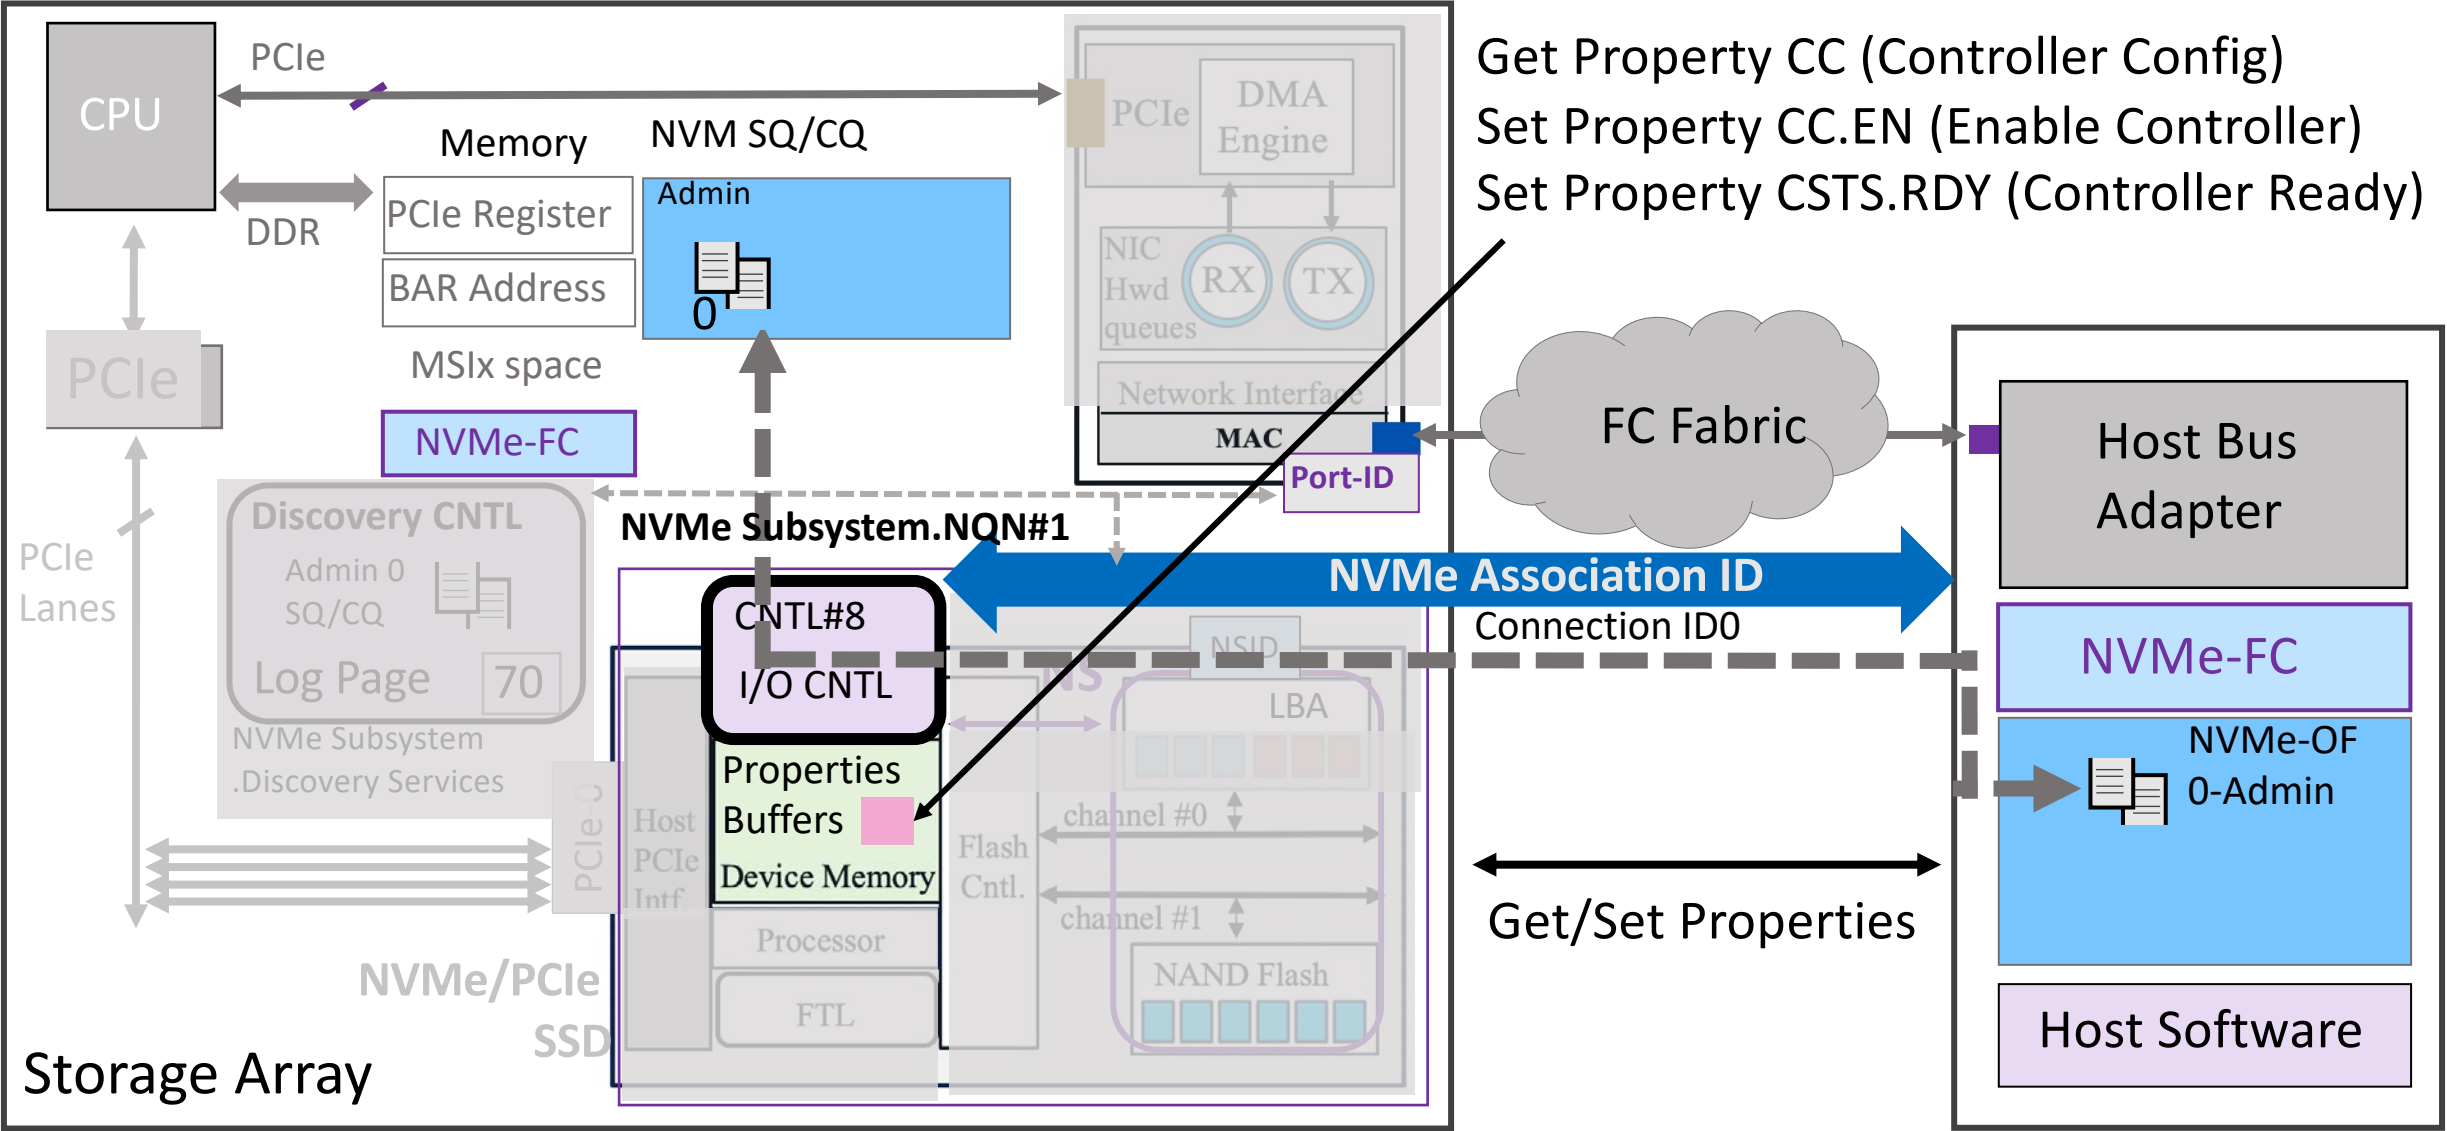 Get Property CC (Controller Config)
Set Property CC.EN (Enable Controller)
Set Property CSTS.RDY (Controller Ready)
CPU
PCIe
DDR
Memory
PCIe Register
BAR Address
MSIx space
NVMe-FC
NVM SQ/CQ
Admin
0
PCIe
DMA
Engine
NIC
Hwd
queues
RX
TX
Network Interface
MAC
Port-ID
FC Fabric
Host Bus
Adapter
NVMe-FC
NVMe-OF
0-Admin
Host Software
PCIe
PCIe
Lanes
Discovery CNTL
Admin 0
SQ/CQ
Log Page
70
NVMe Subsystem
.Discovery Services
NVMe Subsystem.NQN#1
NVMe Association ID
Connection ID0
Get/Set Properties
CNTL#8
I/O CNTL
Properties
Buffers
Device Memory
Processor
FTL
PCIe 0
Host
PCIe
Intf.
Flash
Cntl.
NS
NSID
LBA
channel #0
channel #1
NAND Flash
NVMe/PCIe
SSD
Storage Array